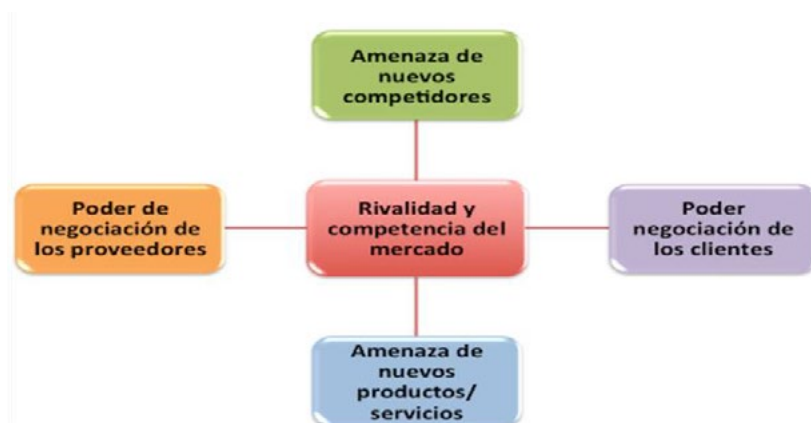 Amenaza de
nuevos
competidores
Poder de
negociación de
los proveedores
Rivalidad y
competencia del
mercado
Poder
negociación de
los clientes
Amenaza de
nuevos
productos/
servicios